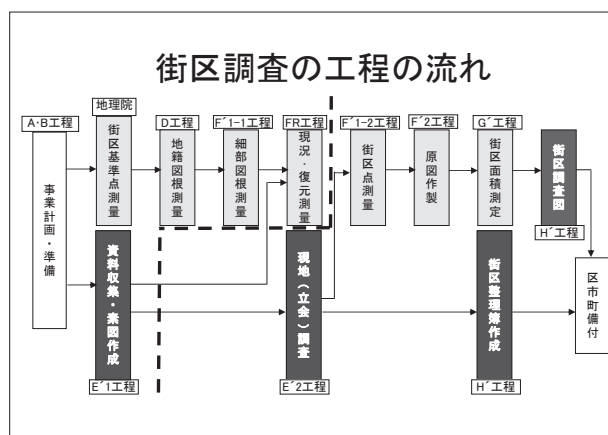 街区調査の工程の流れ
地理院
A・B工程
D工程
F´1-1工程
FR工程
F´1-2工程
F´2工程
G´工程
事業計画・準備
街区基準点測量
地籍図根測量
細部図根測量
現況・復元測量
街区点測量
原図作製
街区面積測定
街区調査図
H´工程
資料収集・素図作成
E´1工程
現地（立会）調査
E´2工程
街区整理簿作成
H´工程
区市町備付